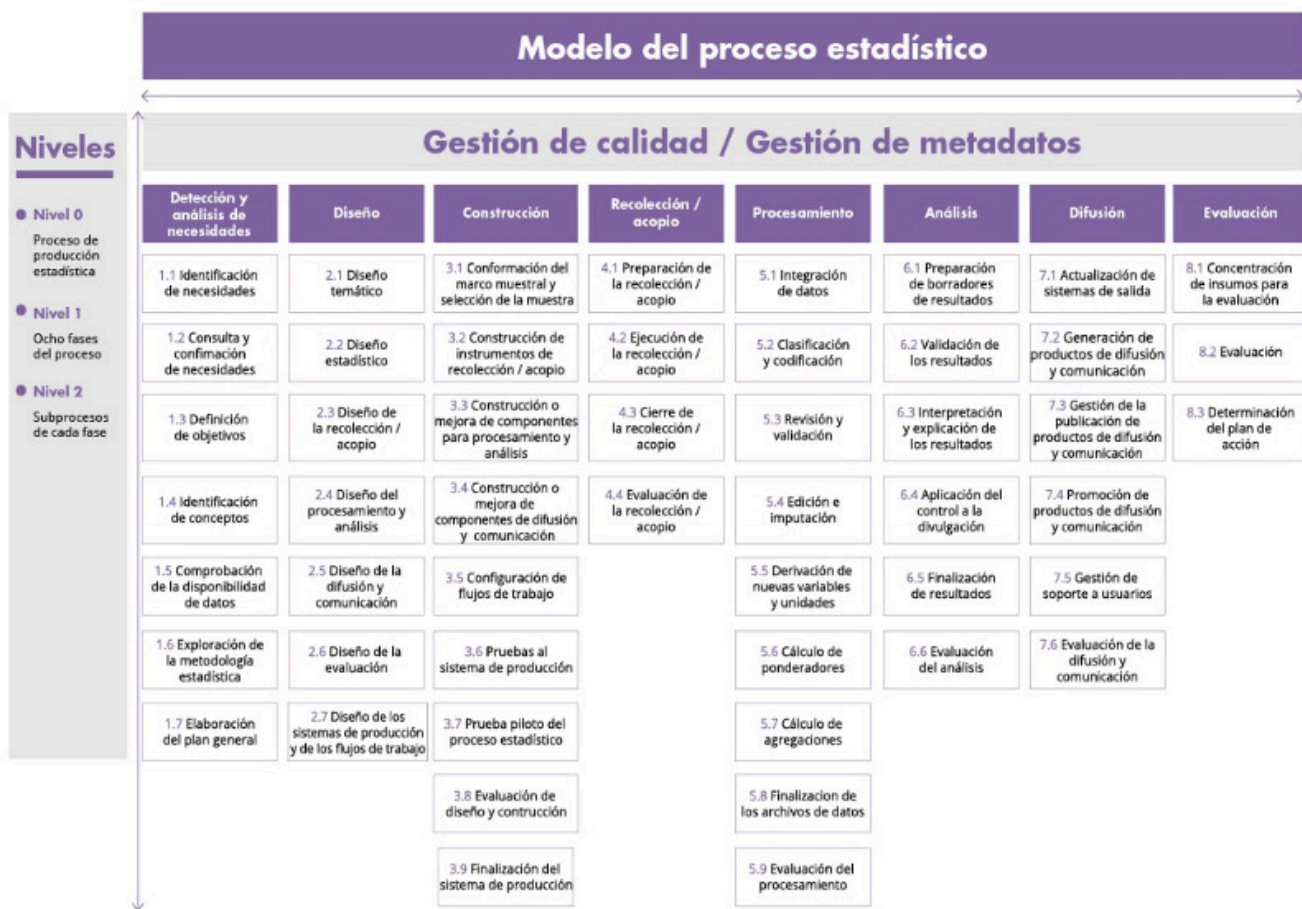 Modelo del proceso estadístico
Niveles
Nivel 0
Proceso de
producción
estadística
Nivel 1
Ocho fases
del proceso
Nivel 2
Subprocesos
de cada fase
Gestión de calidad / Gestión de metadatos
Detección y
análisis de
necesidades
1.1 Identificación
de necesidades
1.2 Consulta y
confimación
de necesidades
1.3 Definición
de objetivos
1.4 Identificación
de conceptos
1.5 Comprobación
de la disponibilidad
de datos
1.6 Exploración de
la metodología
estadística
1.7 Elaboración
del plan general
Diseño
2.1 Diseño
temático
2.2 Diseño
estadístico
2.3 Diseño de
la recolección /
acopio
2.4 Diseño del
procesamiento y
análisis
2.5 Diseño de la
difusión y
comunicación
2.6 Diseño de la
evaluación
2.7 Diseño de los
sistemas de producción
y de los flujos de trabajo
Construcción
3.1 Conformación del
marco muestral y
selección de la muestra
3.2 Construcción de
instrumentos de
recolección / acopio
3.3 Construcción o
mejora de componentes
para procesamiento y
análisis
3.4 Construcción o
mejora de
componentes de difusión
y comunicación
3.5 Configuración de
flujos de trabajo
3.6 Pruebas al
sistema de producción
3.7 Prueba piloto del
proceso estadístico
3.8 Evaluación de
diseño y contrucción
3.9 Finalización del
sistema de producción
Recolección /
acopio
4.1 Preparación de
la recolección /
acopio
4.2 Ejecución de
la recolección /
acopio
4.3 Cierre de
la recolección /
acopio
4.4 Evaluación de
la recolección /
acopio
Procesamiento
5.1 Integración
de datos
5.2 Clasificación
y codificación
5.3 Revisión y
validación
5.4 Edición e
imputación
5.5 Derivación de
nuevas variables
y unidades
5.6 Cálculo de
ponderadores
5.7 Cálculo de
agregaciones
5.8 Finalizacion de
los archivos de datos
5.9 Evaluación del
procesamiento
Análisis
6.1 Preparación
de borradores
de resultados
6.2 Validación de
los resultados
6.3 Interpretación
y explicación de
los resultados
6.4 Aplicación del
control a la
divulgación
6.5 Finalización
de resultados
6.6 Evaluación
del análisis
Difusión
7.1 Actualización de
sistemas de salida
7.2 Generación de
productos de difusión
y comunicación
7.3 Gestión de la
publicación de
productos de difusión
y comunicación
7.4 Promoción de
productos de difusión
y comunicación
7.5 Gestión de
soporte a usuarios
7.6 Evaluación de la
difusión y
comunicación
Evaluación
8.1 Concentración
de insumos para
la evaluación
8.2 Evaluación
8.3 Determinación
del plan de
acción